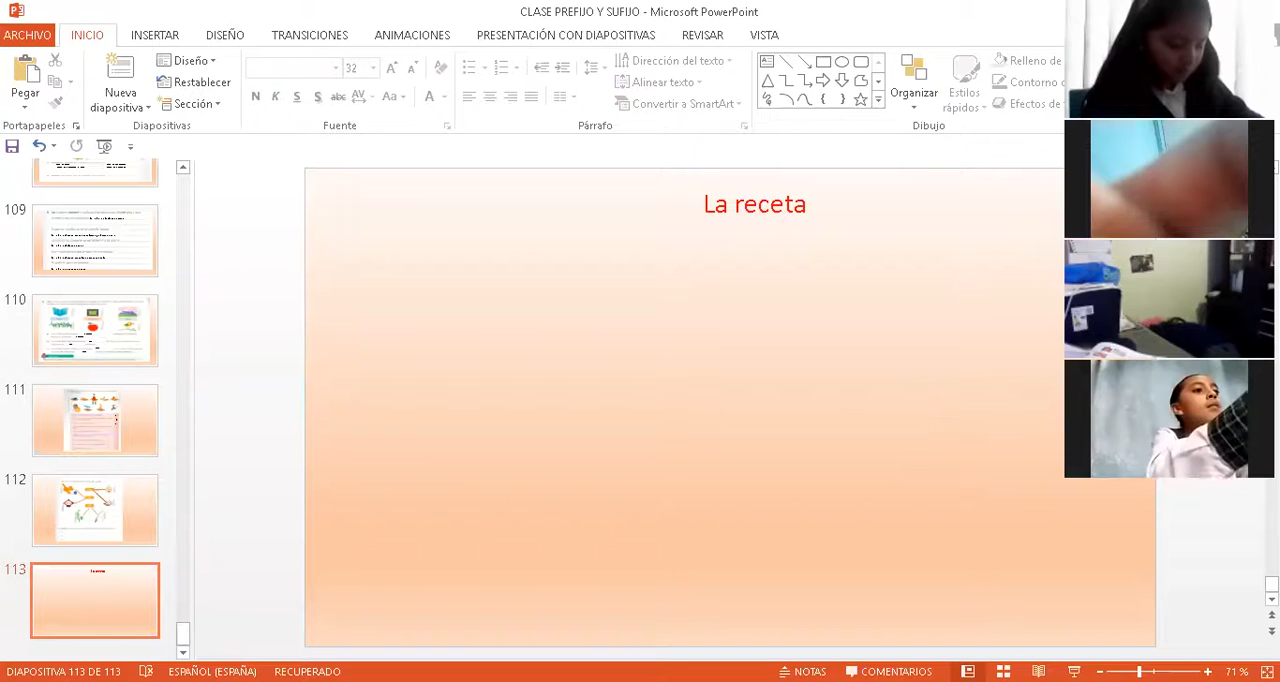 CLASE PREFIJO Y SUFIJO - Microsoft PowerPoint
ARCHIVO INICIO INSERTAR DISEÑO TRANSICIONES ANIMACIONES PRESENTACIÓN CON DIAPOSITIVAS REVISAR VISTA
Pegar
Nueva
diapositiva
Diseño
Restablecer
Sección
32
N K S S abc AV Aa A
Dirección del texto
Alinear texto
Convertir a SmartArt
Organizar
Estilos
rápidos
Relleno de
Contorno
Efectos de
Portapapeles Diapositivas Fuente Párrafo Dibujo
109
110
111
112
113
La receta
DIAPOSITIVA 113 DE 113 ESPAÑOL (ESPAÑA) RECUPERADO NOTAS COMENTARIOS 71 %